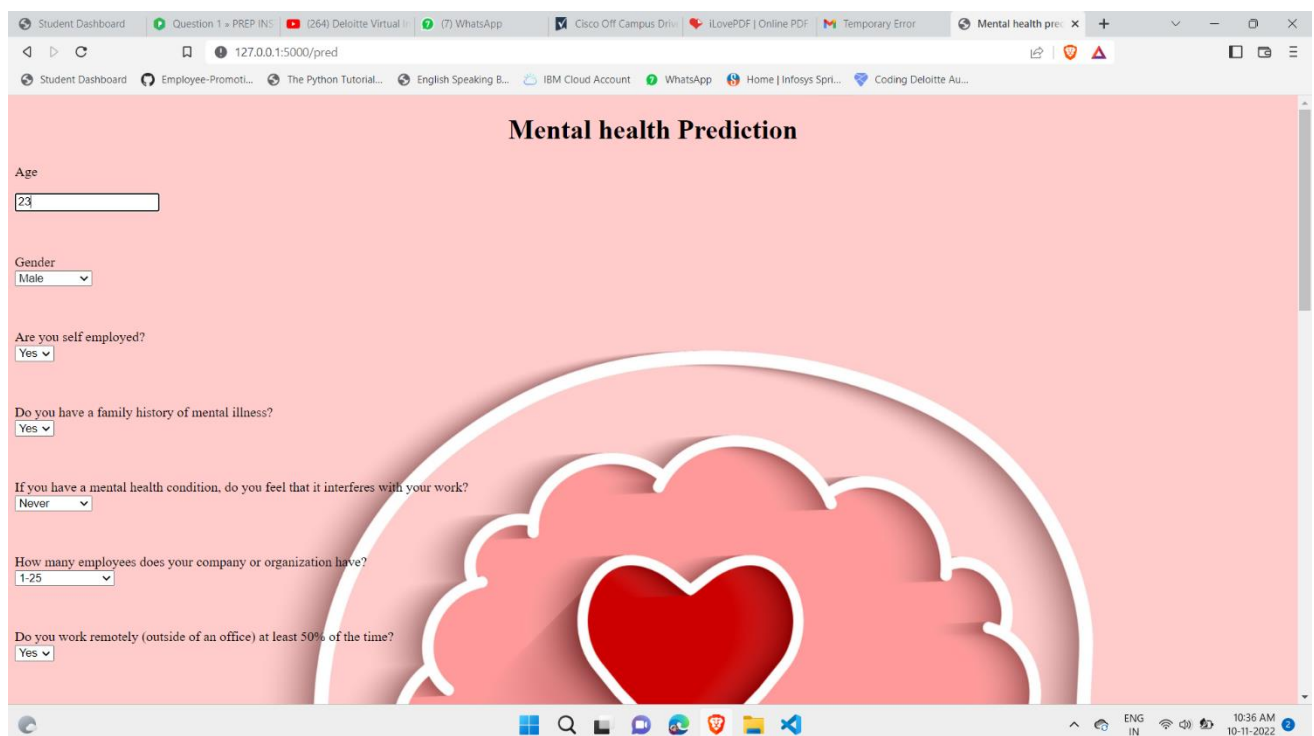 Student Dashboard
Question 1 » PREP INS
(264) Deloitte Virtual I
(7) WhatsApp
Cisco Off Campus Driv
iLovePDF | Online PDF
Temporary Error
Mental health prec
127.0.0.1:5000/pred
Student Dashboard
Employee-Promoti...
The Python Tutorial...
English Speaking B...
IBM Cloud Account
WhatsApp
Home | Infosys Spri...
Coding Deloitte Au...
Mental health Prediction
Age
23
Gender
Male
Are you self employed?
Yes
Do you have a family history of mental illness?
Yes
If you have a mental health condition, do you feel that it interferes with your work?
Never
How many employees does your company or organization have?
1-25
Do you work remotely (outside of an office) at least 50% of the time?
Yes
ENG
IN
10:36 AM
10-11-2022
2